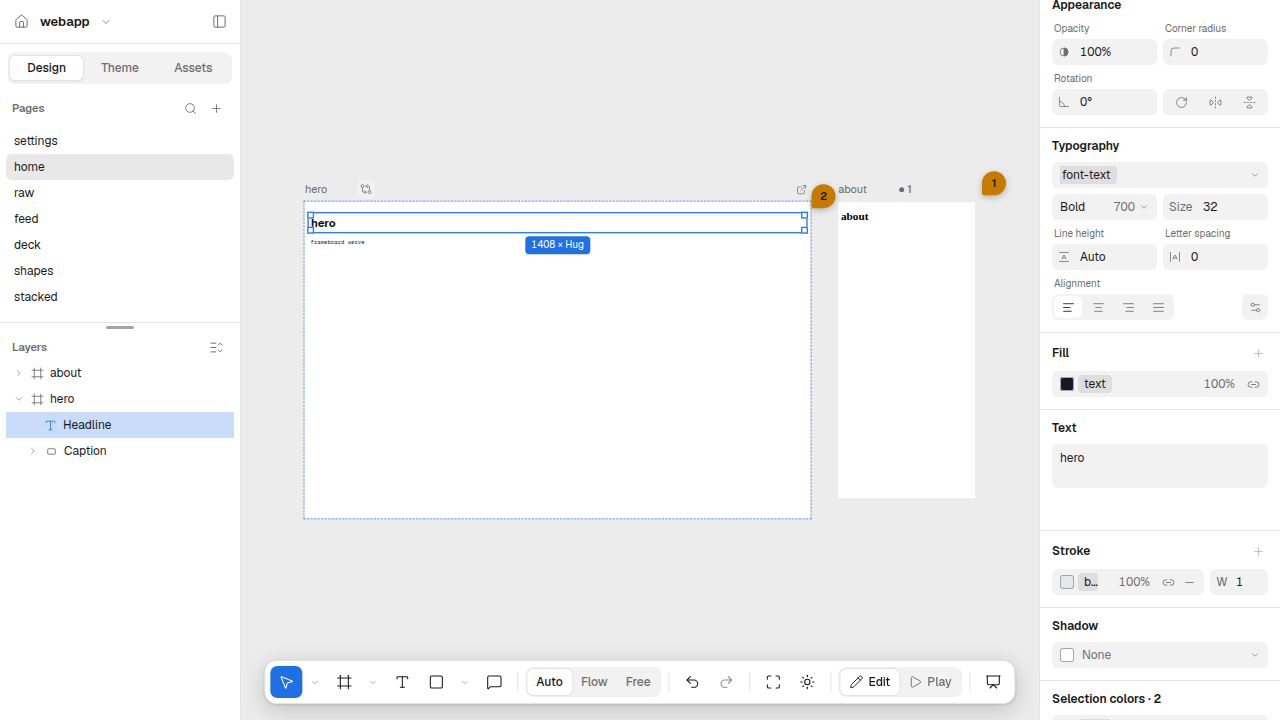 webapp
Design
Theme
Assets
Pages
settings
home
raw
feed
deck
shapes
stacked
Layers
about
hero
Headline
Caption
hero
2
about
1
1
hero
frameboard serve
1408 × Hug
about
Auto
Flow
Free
Edit
Play
Appearance
Opacity
Corner radius
100%
0
Rotation
0°
Typography
font-text
Bold
700
Size
32
Line height
Letter spacing
Auto
0
Alignment
Fill
text
100%
Text
hero
Stroke
b...
100%
W
1
Shadow
None
Selection colors · 2